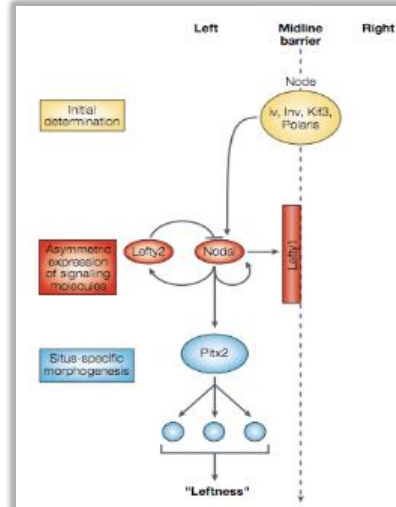 Left
Midline
barrier
Right
Node
Initial
determination
iv, Inv, Kif3,
Polaris
Asymmetric
expression
of signalling
molecules
Lefty2
Nodal
Lefty1
Situs-specific
morphogenesis
Pitx2
"Leftness"